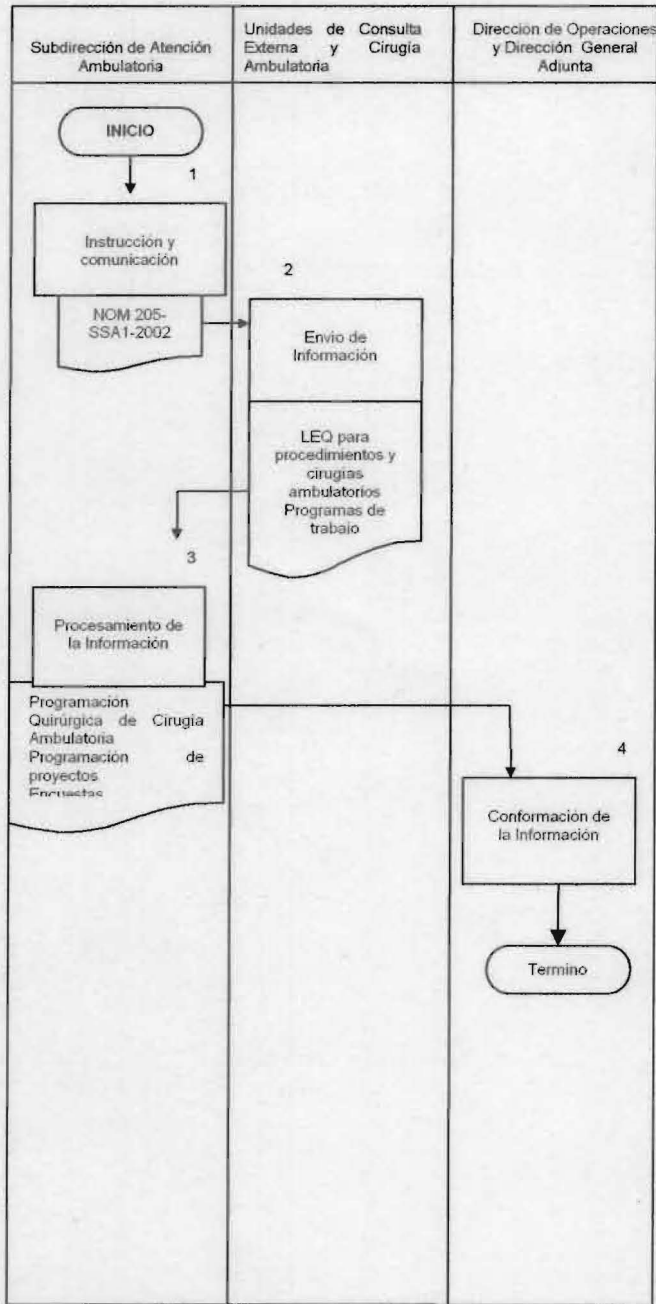 Subdirección de Atención
Ambulatoria
Unidades de Consulta
Externa y Cirugía
Ambulatoria
Dirección de Operaciones
y Dirección General
Adjunta
INICIO
1
Instrucción y
comunicación
NOM 205-
SSA1-2002
2
Envio de
Información
LEQ para
procedimientos y
cirugías
ambulatorios
Programas de
trabajo
3
Procesamiento de
la Información
Programación
Quirúrgica de Cirugía
Ambulatoria
Programación de
proyectos
Encuestas
4
Conformación de
la Información
Termino